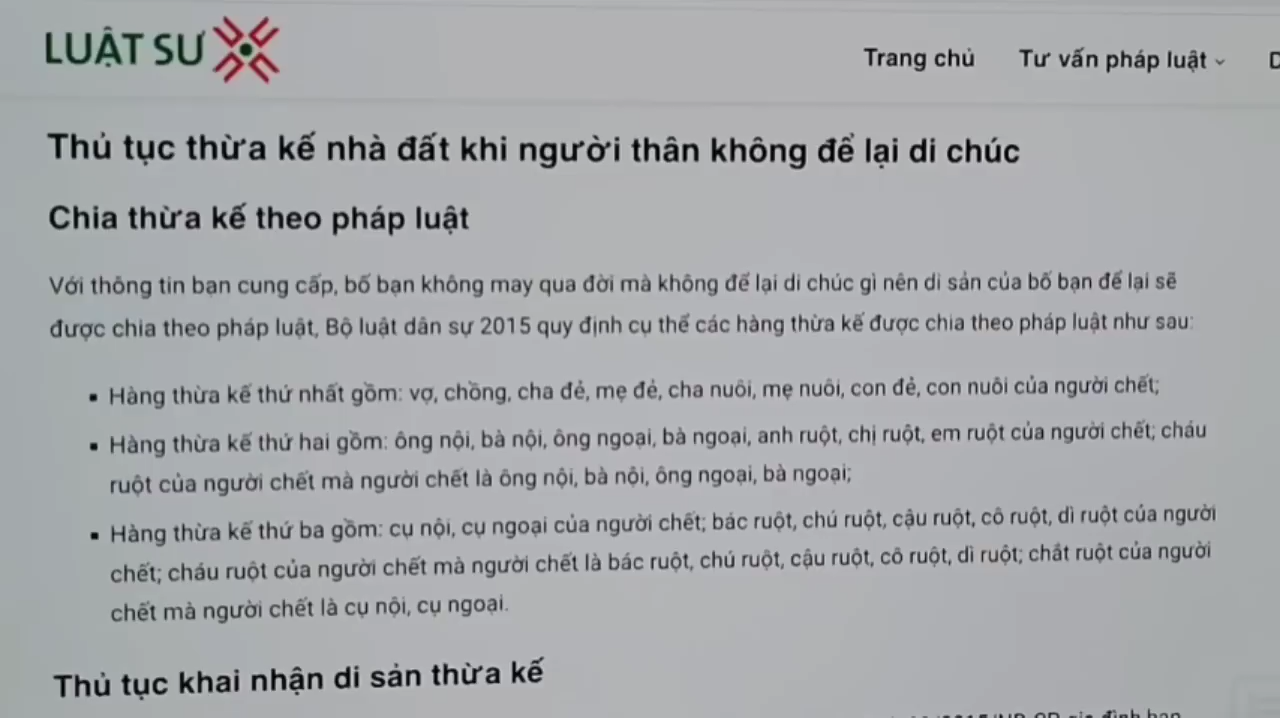 LUẬT SƯ
Trang chủ
Tư vấn pháp luật
Thủ tục thừa kế nhà đất khi người thân không để lại di chúc
Chia thừa kế theo pháp luật
Với thông tin bạn cung cấp, bố bạn không may qua đời mà không để lại di chúc gì nên di sản của bố bạn để lại sẽ
được chia theo pháp luật, Bộ luật dân sự 2015 quy định cụ thể các hàng thừa kế được chia theo pháp luật như sau:
▪ Hàng thừa kế thứ nhất gồm: vợ, chồng, cha đẻ, mẹ đẻ, cha nuôi, mẹ nuôi, con đẻ, con nuôi của người chết;
▪ Hàng thừa kế thứ hai gồm: ông nội, bà nội, ông ngoại, bà ngoại, anh ruột, chị ruột, em ruột của người chết; cháu
ruột của người chết mà người chết là ông nội, bà nội, ông ngoại, bà ngoại;
▪ Hàng thừa kế thứ ba gồm: cụ nội, cụ ngoại của người chết; bác ruột, chú ruột, cậu ruột, cô ruột, dì ruột của người
chết; cháu ruột của người chết mà người chết là bác ruột, chú ruột, cậu ruột, cô ruột, dì ruột; chắt ruột của người
chết mà người chết là cụ nội, cụ ngoại.
Thủ tục khai nhận di sản thừa kế
gia đình bạn